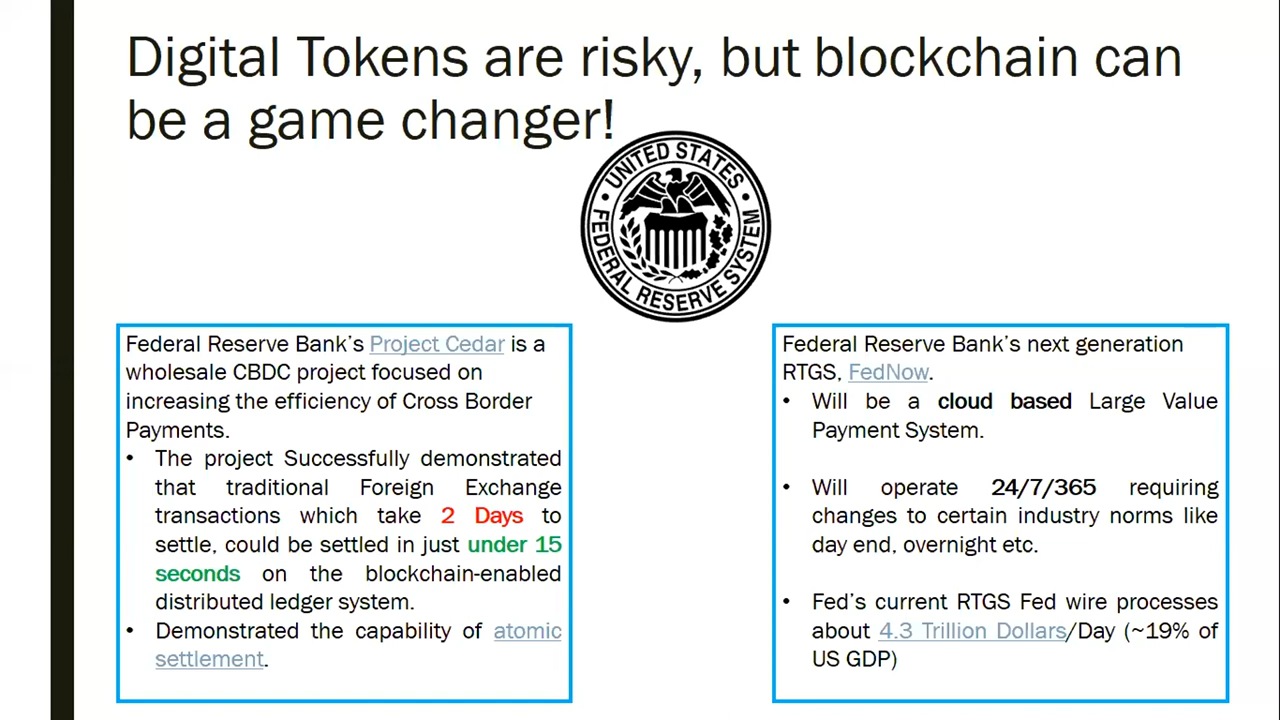 Digital Tokens are risky, but blockchain can
be a game changer!
UNITED STATES
FEDERAL RESERVE SYSTEM
Federal Reserve Bank’s Project Cedar is a
wholesale CBDC project focused on
increasing the efficiency of Cross Border
Payments.
• The project Successfully demonstrated
that traditional Foreign Exchange
transactions which take 2 Days to
settle, could be settled in just under 15
seconds on the blockchain-enabled
distributed ledger system.
• Demonstrated the capability of atomic
settlement.
Federal Reserve Bank’s next generation
RTGS, FedNow.
• Will be a cloud based Large Value
Payment System.
• Will operate 24/7/365 requiring
changes to certain industry norms like
day end, overnight etc.
• Fed’s current RTGS Fed wire processes
about 4.3 Trillion Dollars/Day (~19% of
US GDP)